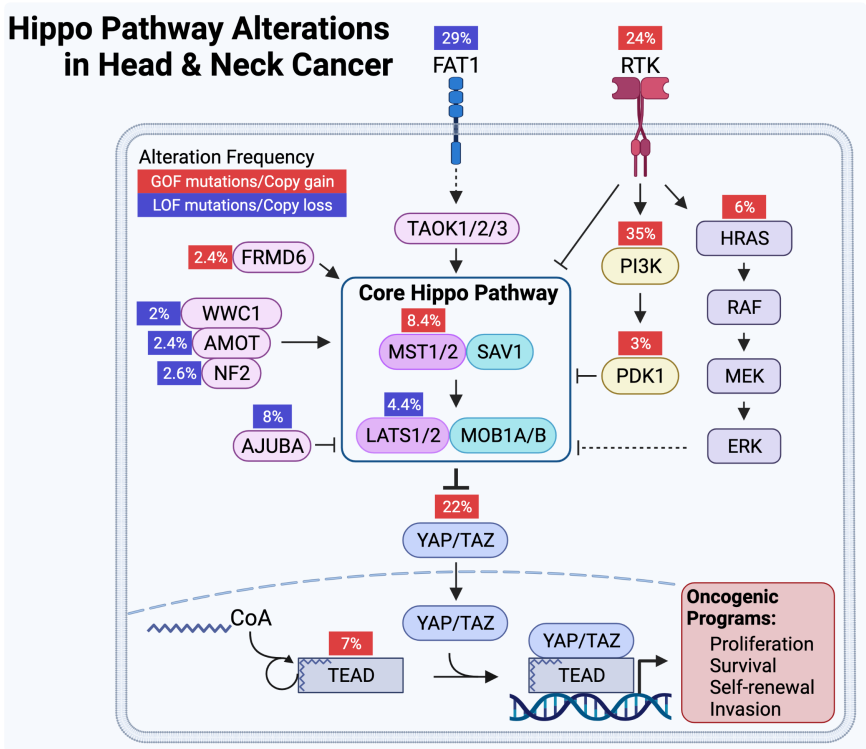 Hippo Pathway Alterations
in Head & Neck Cancer
29%
FAT1
24%
RTK
Alteration Frequency
GOF mutations/Copy gain
LOF mutations/Copy loss
TAOK1/2/3
2.4%
FRMD6
2%
WWC1
2.4%
AMOT
2.6%
NF2
8%
AJUBA
Core Hippo Pathway
8.4%
MST1/2
SAV1
4.4%
LATS1/2
MOB1A/B
35%
PI3K
3%
PDK1
6%
HRAS
RAF
MEK
ERK
22%
YAP/TAZ
YAP/TAZ
CoA
7%
TEAD
YAP/TAZ
TEAD
Oncogenic
Programs:
Proliferation
Survival
Self-renewal
Invasion